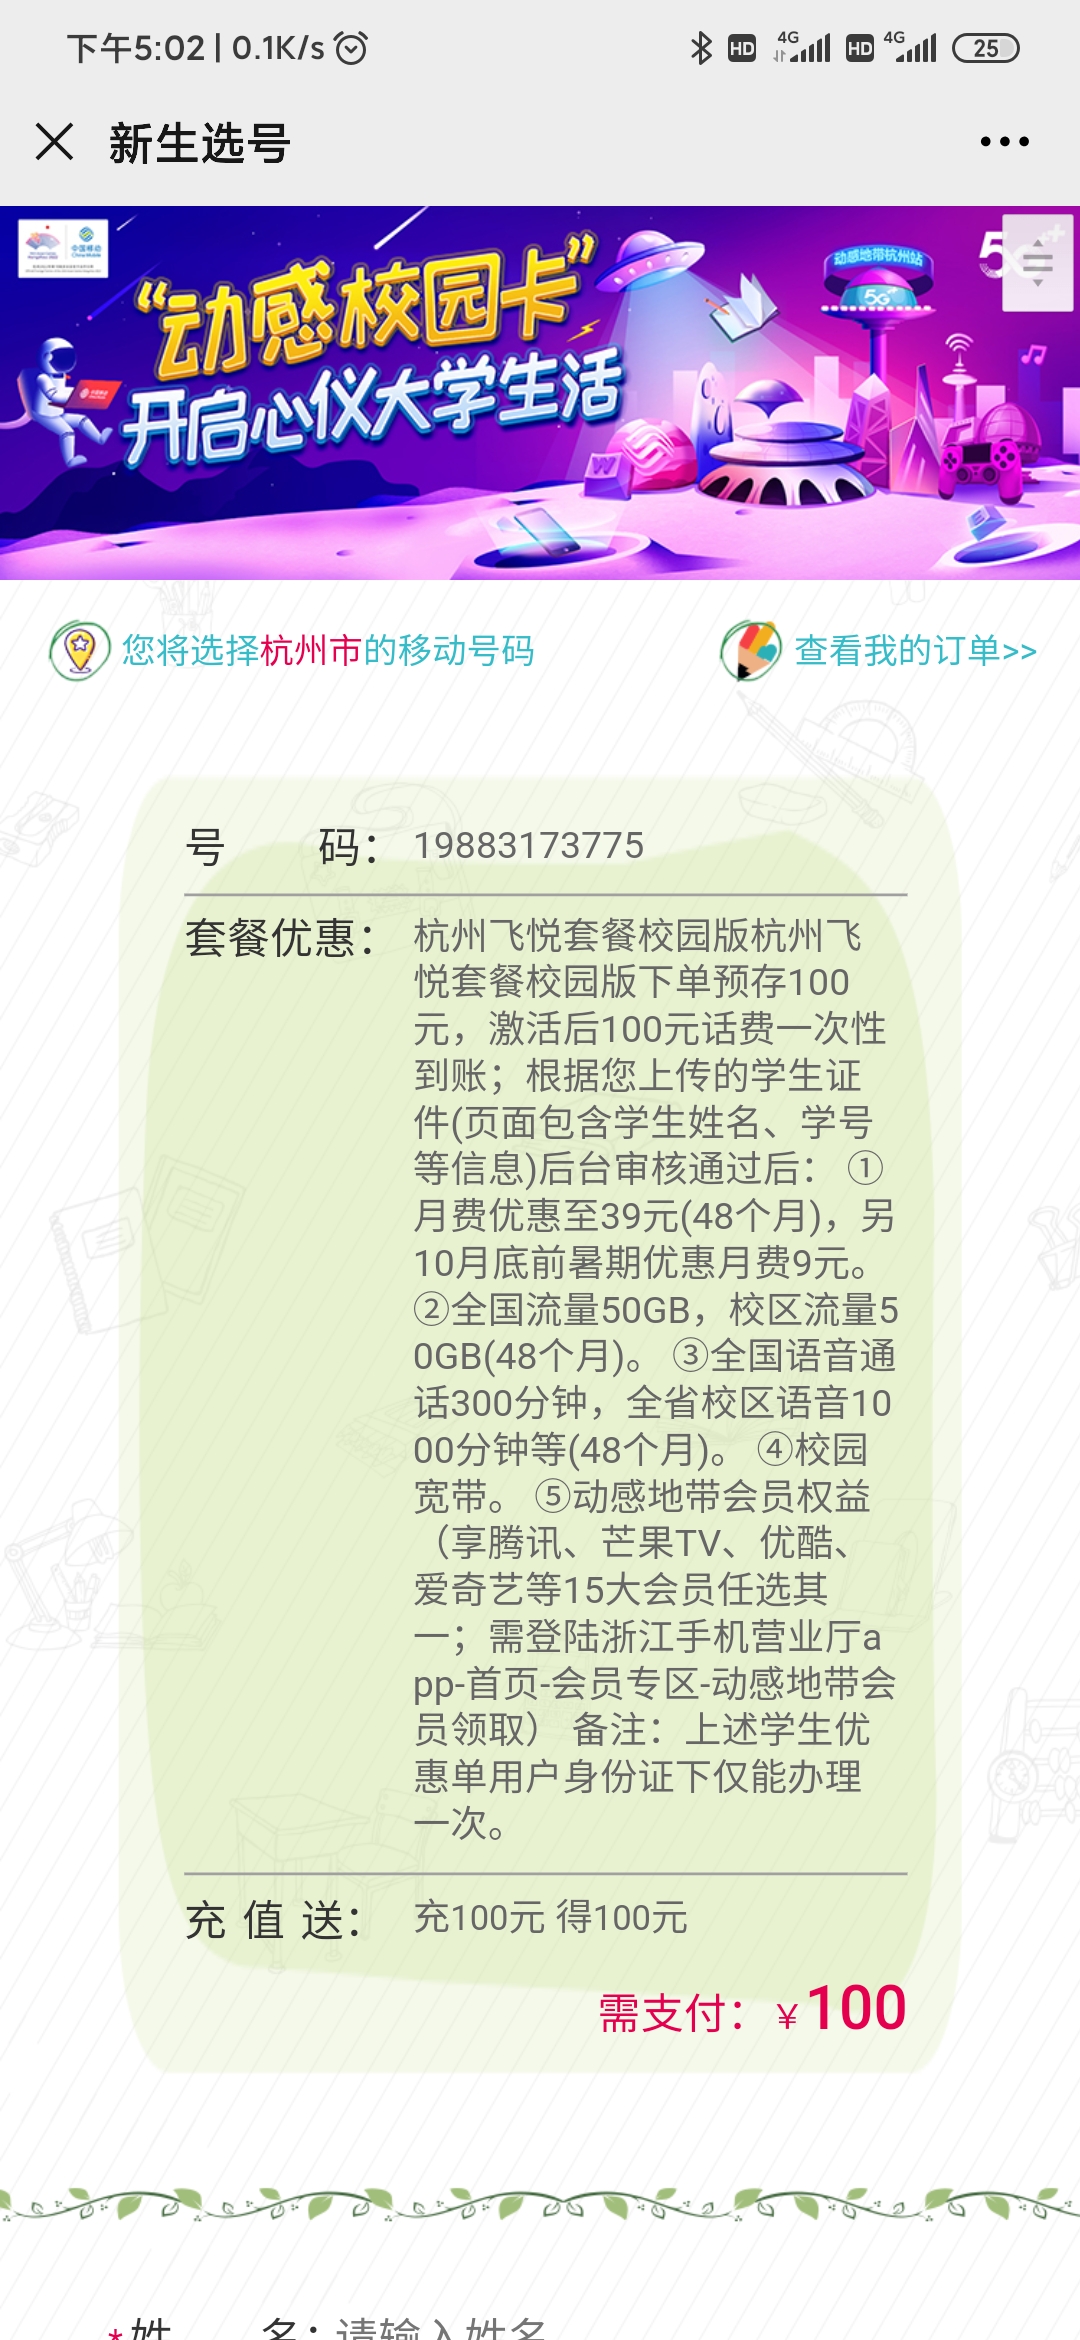 下午5:02 | 0.1K/s
HD 4G HD 4G 25
新生选号
中国移动
China Mobile
“动感校园卡”
开启心仪大学生活
动感地带杭州站
5G
5G
W
您将选择杭州市的移动号码
查看我的订单>>
号 码： 19883173775
套餐优惠： 杭州飞悦套餐校园版杭州飞
悦套餐校园版下单预存100
元，激活后100元话费一次性
到账；根据您上传的学生证
件(页面包含学生姓名、学号
等信息)后台审核通过后： ①
月费优惠至39元(48个月)，另
10月底前暑期优惠月费9元。
②全国流量50GB，校区流量5
0GB(48个月)。 ③全国语音通
话300分钟，全省校区语音10
00分钟等(48个月)。 ④校园
宽带。 ⑤动感地带会员权益
（享腾讯、芒果TV、优酷、
爱奇艺等15大会员任选其
一；需登陆浙江手机营业厅a
pp-首页-会员专区-动感地带会
员领取） 备注：上述学生优
惠单用户身份证下仅能办理
一次。
充 值 送： 充100元 得100元
需支付：￥100
*姓 名：请输入姓名